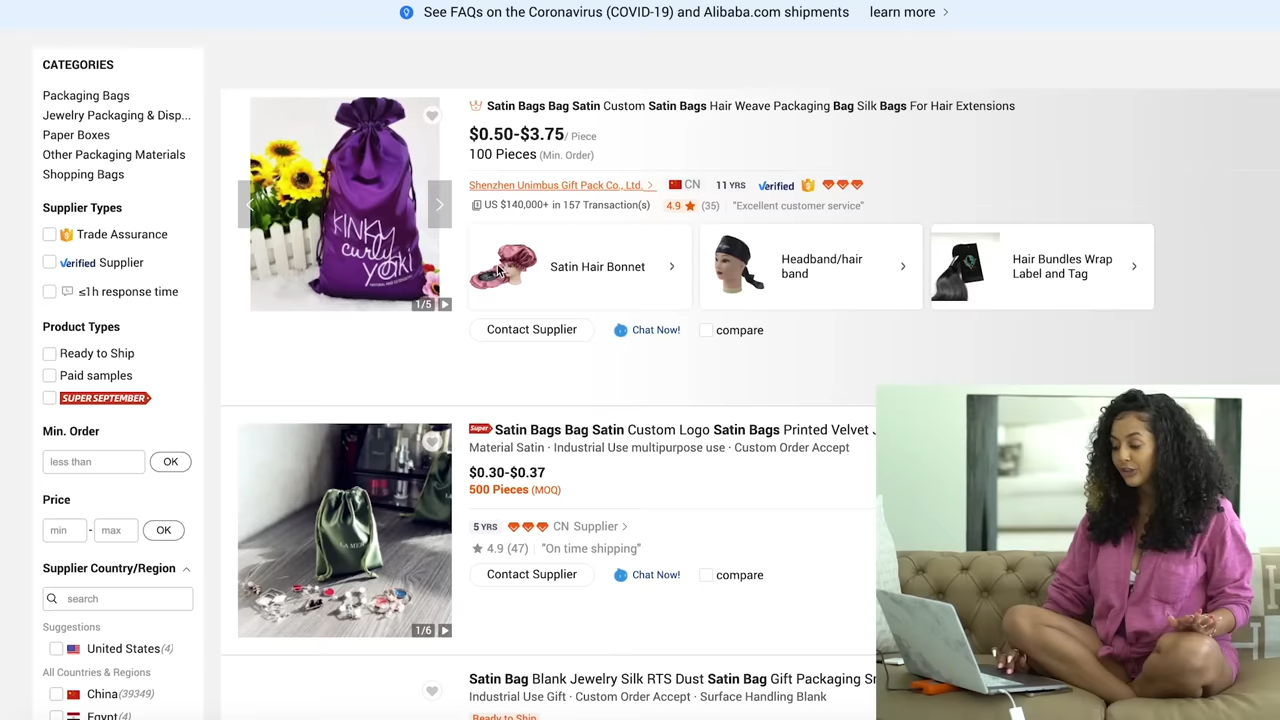 See FAQs on the Coronavirus (COVID-19) and Alibaba.com shipments learn more >
CATEGORIES
Packaging Bags
Jewelry Packaging & Disp...
Paper Boxes
Other Packaging Materials
Shopping Bags
Supplier Types
Trade Assurance
Verified Supplier
≤1h response time
Product Types
Ready to Ship
Paid samples
SUPER SEPTEMBER
Min. Order
less than OK
Price
min - max OK
Supplier Country/Region
search
Suggestions
United States(4)
All Countries & Regions
China(39349)
Egypt(4)
KINKY
curly
yaki
1/5
Satin Bags Bag Satin Custom Satin Bags Hair Weave Packaging Bag Silk Bags For Hair Extensions
$0.50-$3.75/ Piece
100 Pieces (Min. Order)
Shenzhen Unimbus Gift Pack Co., Ltd. > CN 11 YRS Verified
US $140,000+ in 157 Transaction(s) 4.9 ★ (35) "Excellent customer service"
Satin Hair Bonnet >
Headband/hair
band >
Hair Bundles Wrap
Label and Tag >
Contact Supplier Chat Now! compare
LA MER
1/6
Super Satin Bags Bag Satin Custom Logo Satin Bags Printed Velvet
Material Satin · Industrial Use multipurpose use · Custom Order Accept
$0.30-$0.37
500 Pieces (MOQ)
5 YRS CN Supplier >
★ 4.9 (47) "On time shipping"
Contact Supplier Chat Now! compare
Satin Bag Blank Jewelry Silk RTS Dust Satin Bag Gift Packaging
Industrial Use Gift · Custom Order Accept · Surface Handling Blank
Ready to Ship